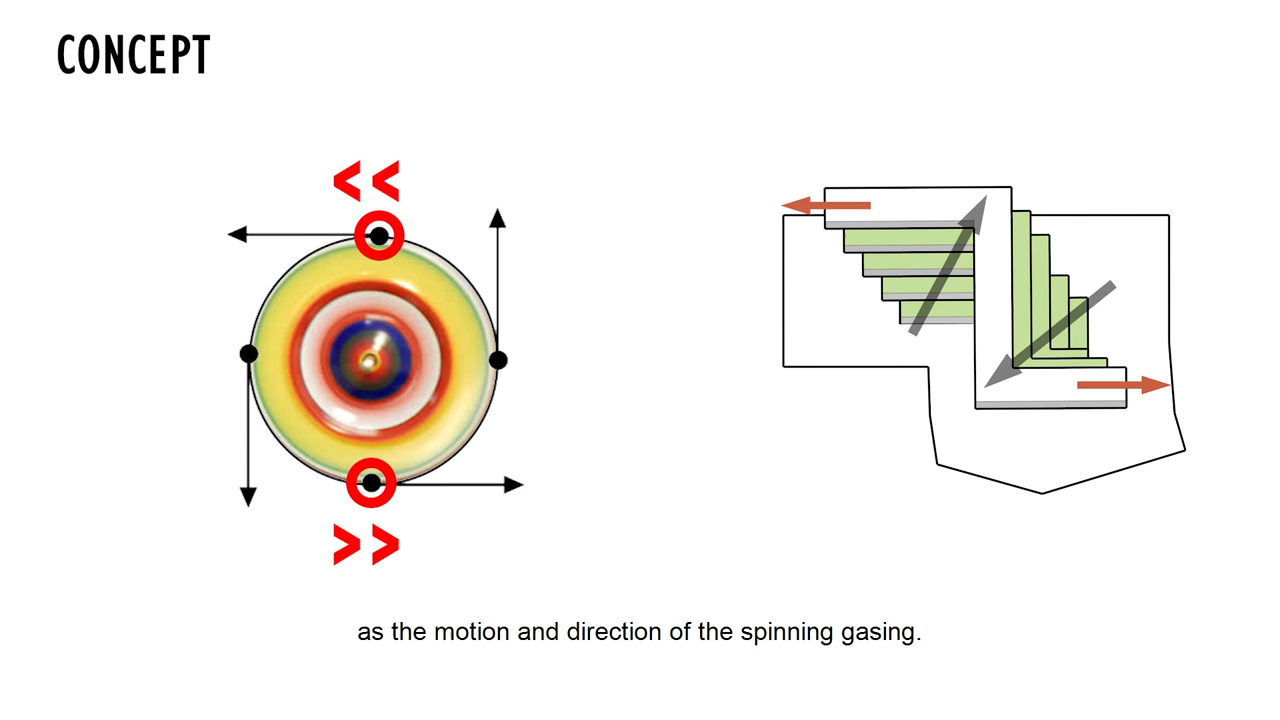 CONCEPT
<<
>>
as the motion and direction of the spinning gasing.